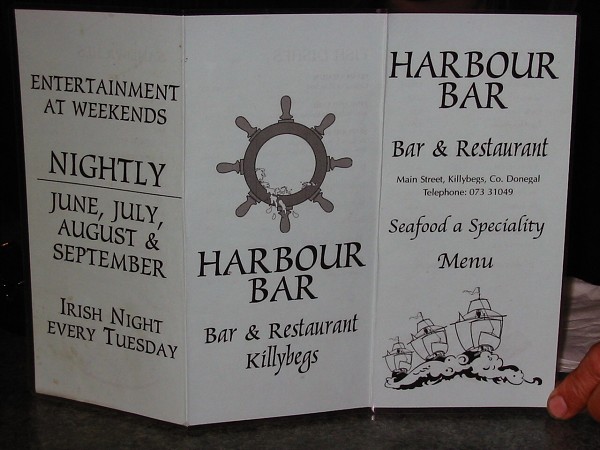 ENTERTAINMENT
AT WEEKENDS
NIGHTLY
JUNE, JULY,
AUGUST &
SEPTEMBER
IRISH NIGHT
EVERY TUESDAY
HARBOUR
BAR
Bar & Restaurant
Killybegs
HARBOUR
BAR
Bar & Restaurant
Main Street, Killybegs, Co. Donegal
Telephone: 073 31049
Seafood a Speciality
Menu